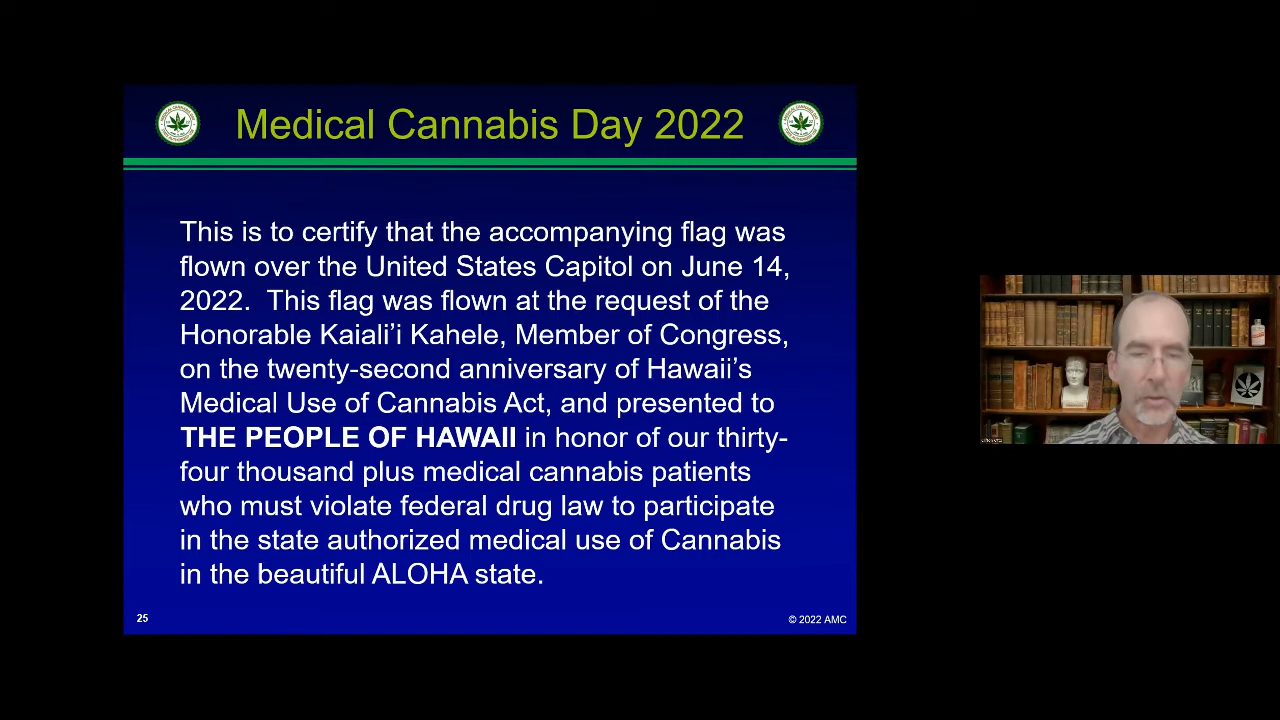 Medical Cannabis Day 2022
This is to certify that the accompanying flag was
flown over the United States Capitol on June 14,
2022.  This flag was flown at the request of the
Honorable Kaiali’i Kahele, Member of Congress,
on the twenty-second anniversary of Hawaii’s
Medical Use of Cannabis Act, and presented to
THE PEOPLE OF HAWAII in honor of our thirty-
four thousand plus medical cannabis patients
who must violate federal drug law to participate
in the state authorized medical use of Cannabis
in the beautiful ALOHA state.
25
© 2022 AMC